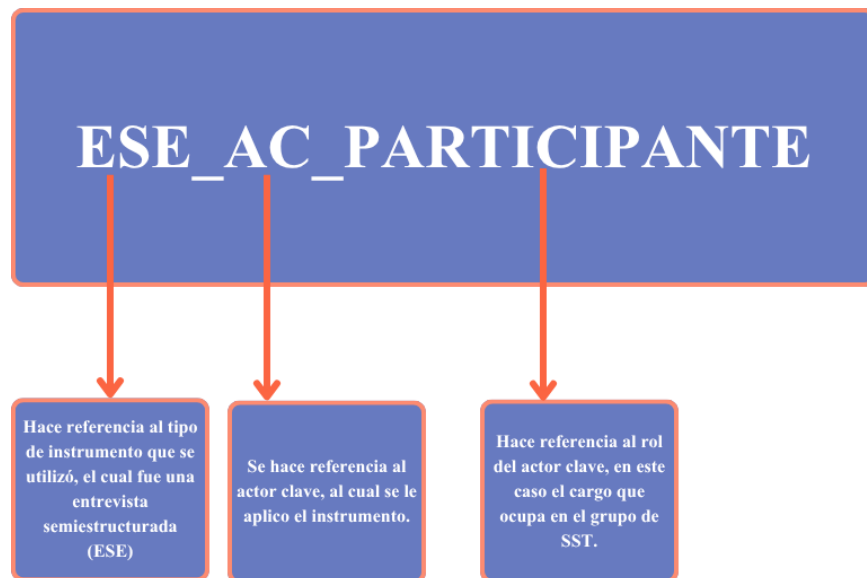 ESE_AC_PARTICIPANTE
Hace referencia al tipo
de instrumento que se
utilizó, el cual fue una
entrevista
semiestructurada
(ESE)
Se hace referencia al
actor clave, al cual se le
aplico el instrumento.
Hace referencia al rol
del actor clave, en este
caso el cargo que
ocupa en el grupo de
SST.